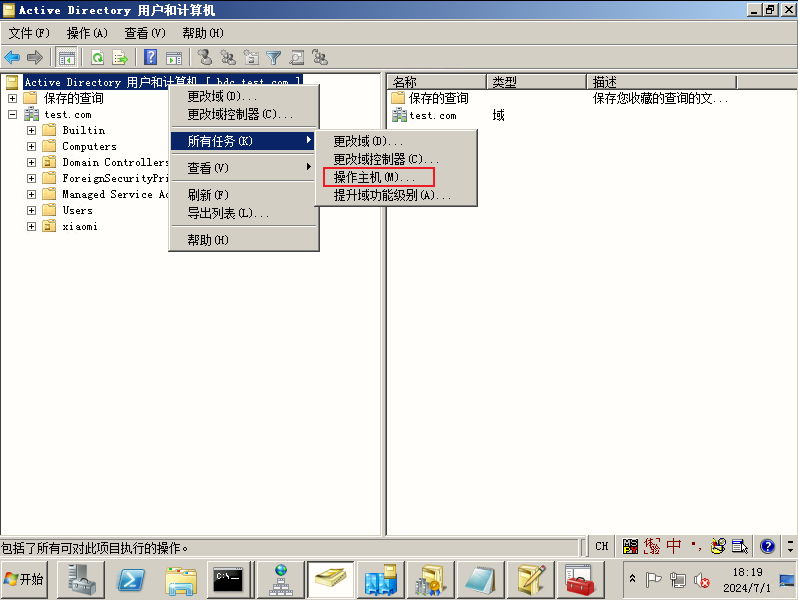 Active Directory 用户和计算机
文件(F) 操作(A) 查看(V) 帮助(H)
Active Directory 用户和计算机 [ bdc.test.com ]
保存的查询
test.com
Builtin
Computers
Domain Controllers
ForeignSecurityPri
Managed Service Ac
Users
xiaomi
更改域(D)...
更改域控制器(C)...
所有任务(K)
查看(V)
刷新(F)
导出列表(L)...
帮助(H)
更改域(D)...
更改域控制器(C)...
操作主机(M)...
提升域功能级别(A)...
名称 类型 描述
保存的查询 保存您收藏的查询的文...
test.com 域
包括了所有可对此项目执行的操作。
CH 中
开始
C:\
18:19
2024/7/1